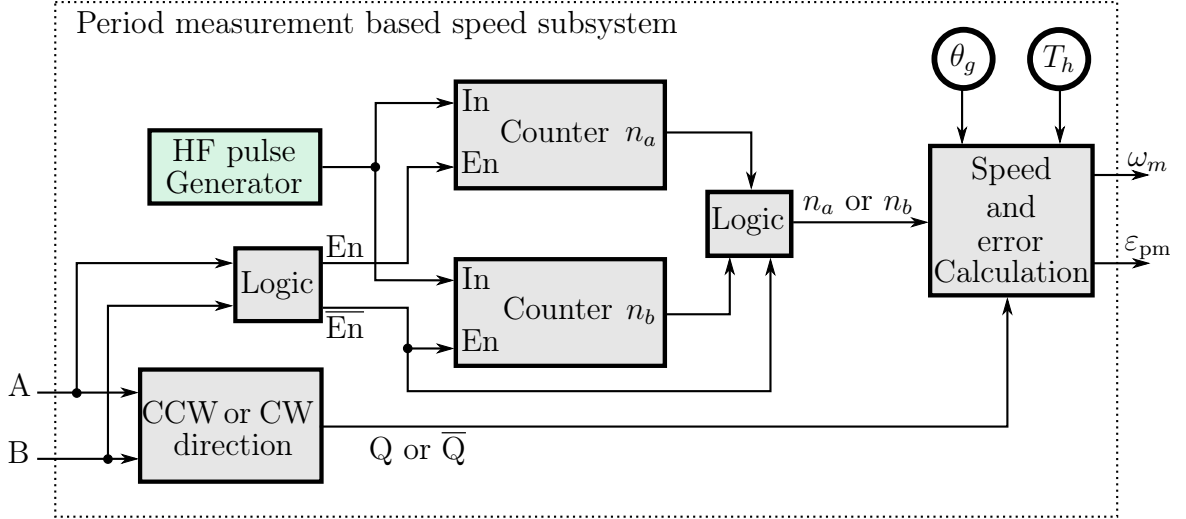 Period measurement based speed subsystem
θ_g
T_h
In
Counter n_a
En
HF pulse
Generator
Speed
and
error
Calculation
ω_m
ε_pm
Logic
n_a or n_b
Logic
En
E̅n̅
In
Counter n_b
En
A
B
CCW or CW
direction
Q or Q̅